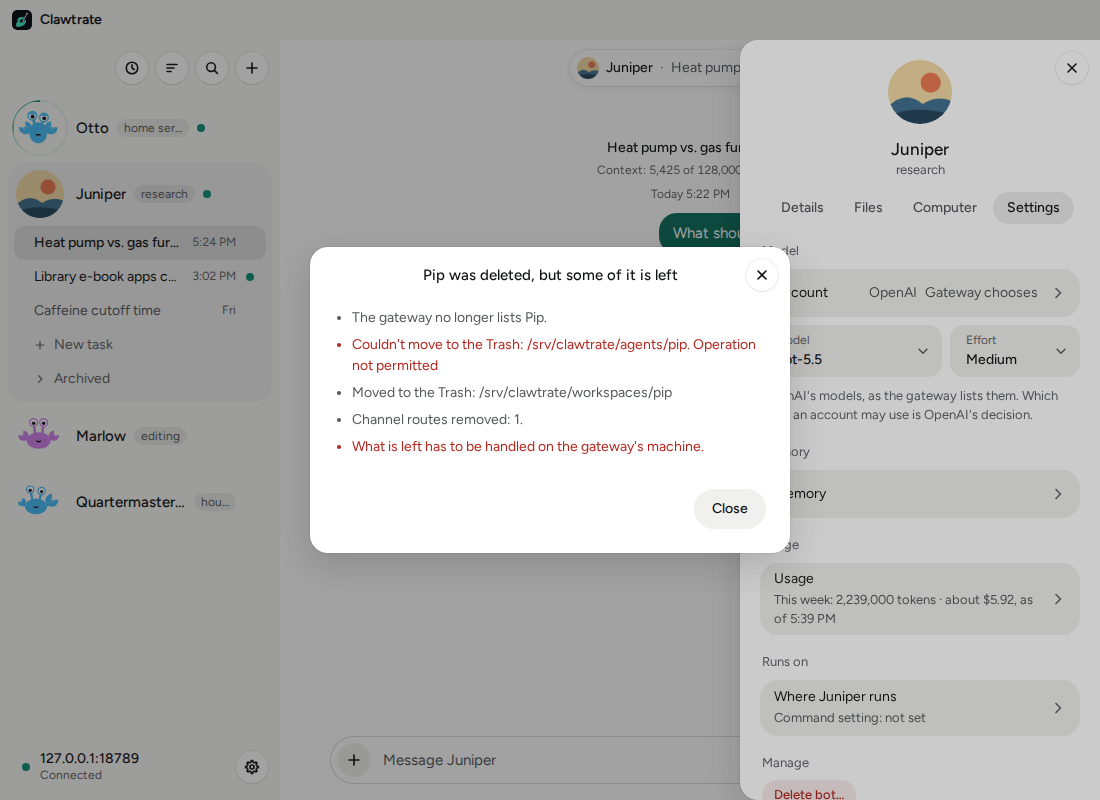 Clawtrate
Otto
home ser...
Juniper
research
Heat pump vs. gas fur...
5:24 PM
Library e-book apps c...
3:02 PM
Caffeine cutoff time
Fri
New task
Archived
Marlow
editing
Quartermaster...
hou...
127.0.0.1:18789
Connected
Juniper · Heat pump
Heat pump vs. gas fur
Context: 5,425 of 128,000
Today 5:22 PM
What shou
Message Juniper
Pip was deleted, but some of it is left
• The gateway no longer lists Pip.
• Couldn't move to the Trash: /srv/clawtrate/agents/pip. Operation
not permitted
• Moved to the Trash: /srv/clawtrate/workspaces/pip
• Channel routes removed: 1.
• What is left has to be handled on the gateway's machine.
Close
Juniper
research
Details
Files
Computer
Settings
OpenAI Gateway chooses
Effort
Medium
models, as the gateway lists them. Which
an account may use is OpenAI's decision.
Usage
This week: 2,239,000 tokens · about $5.92, as
of 5:39 PM
Runs on
Where Juniper runs
Command setting: not set
Manage
Delete bot...